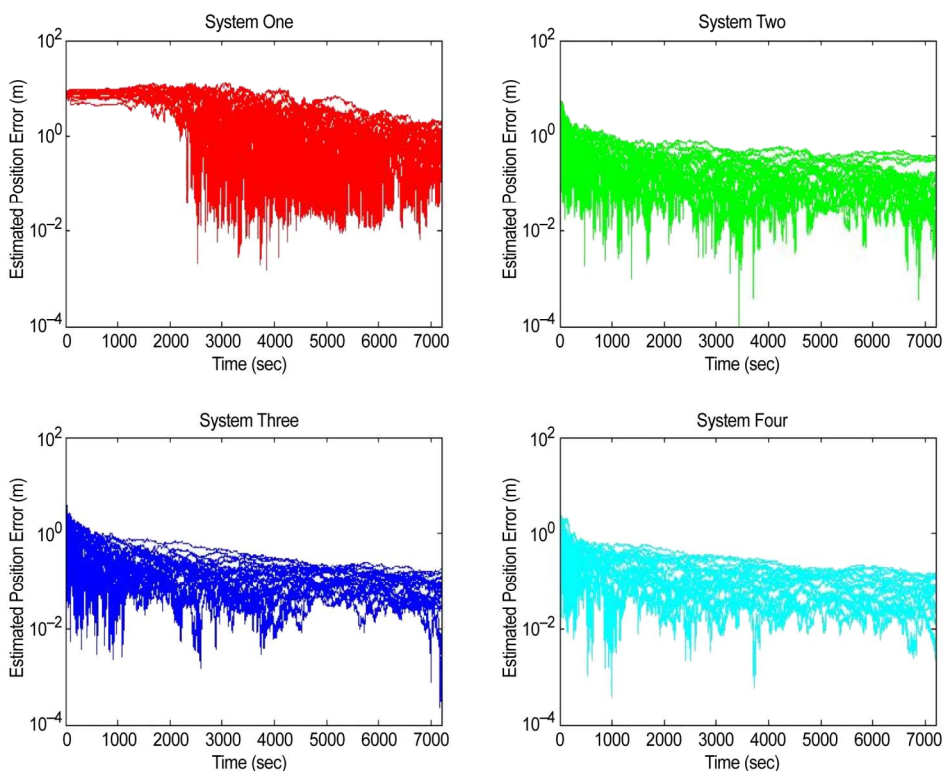 System One
System Two
10^2
10^0
10^−2
10^−4
Estimated Position Error (m)
0 1000 2000 3000 4000 5000 6000 7000
Time (sec)
10^2
10^0
10^−2
10^−4
Estimated Position Error (m)
0 1000 2000 3000 4000 5000 6000 7000
Time (sec)
System Three
System Four
10^2
10^0
10^−2
10^−4
Estimated Position Error (m)
0 1000 2000 3000 4000 5000 6000 7000
Time (sec)
10^2
10^0
10^−2
10^−4
Estimated Position Error (m)
0 1000 2000 3000 4000 5000 6000 7000
Time (sec)